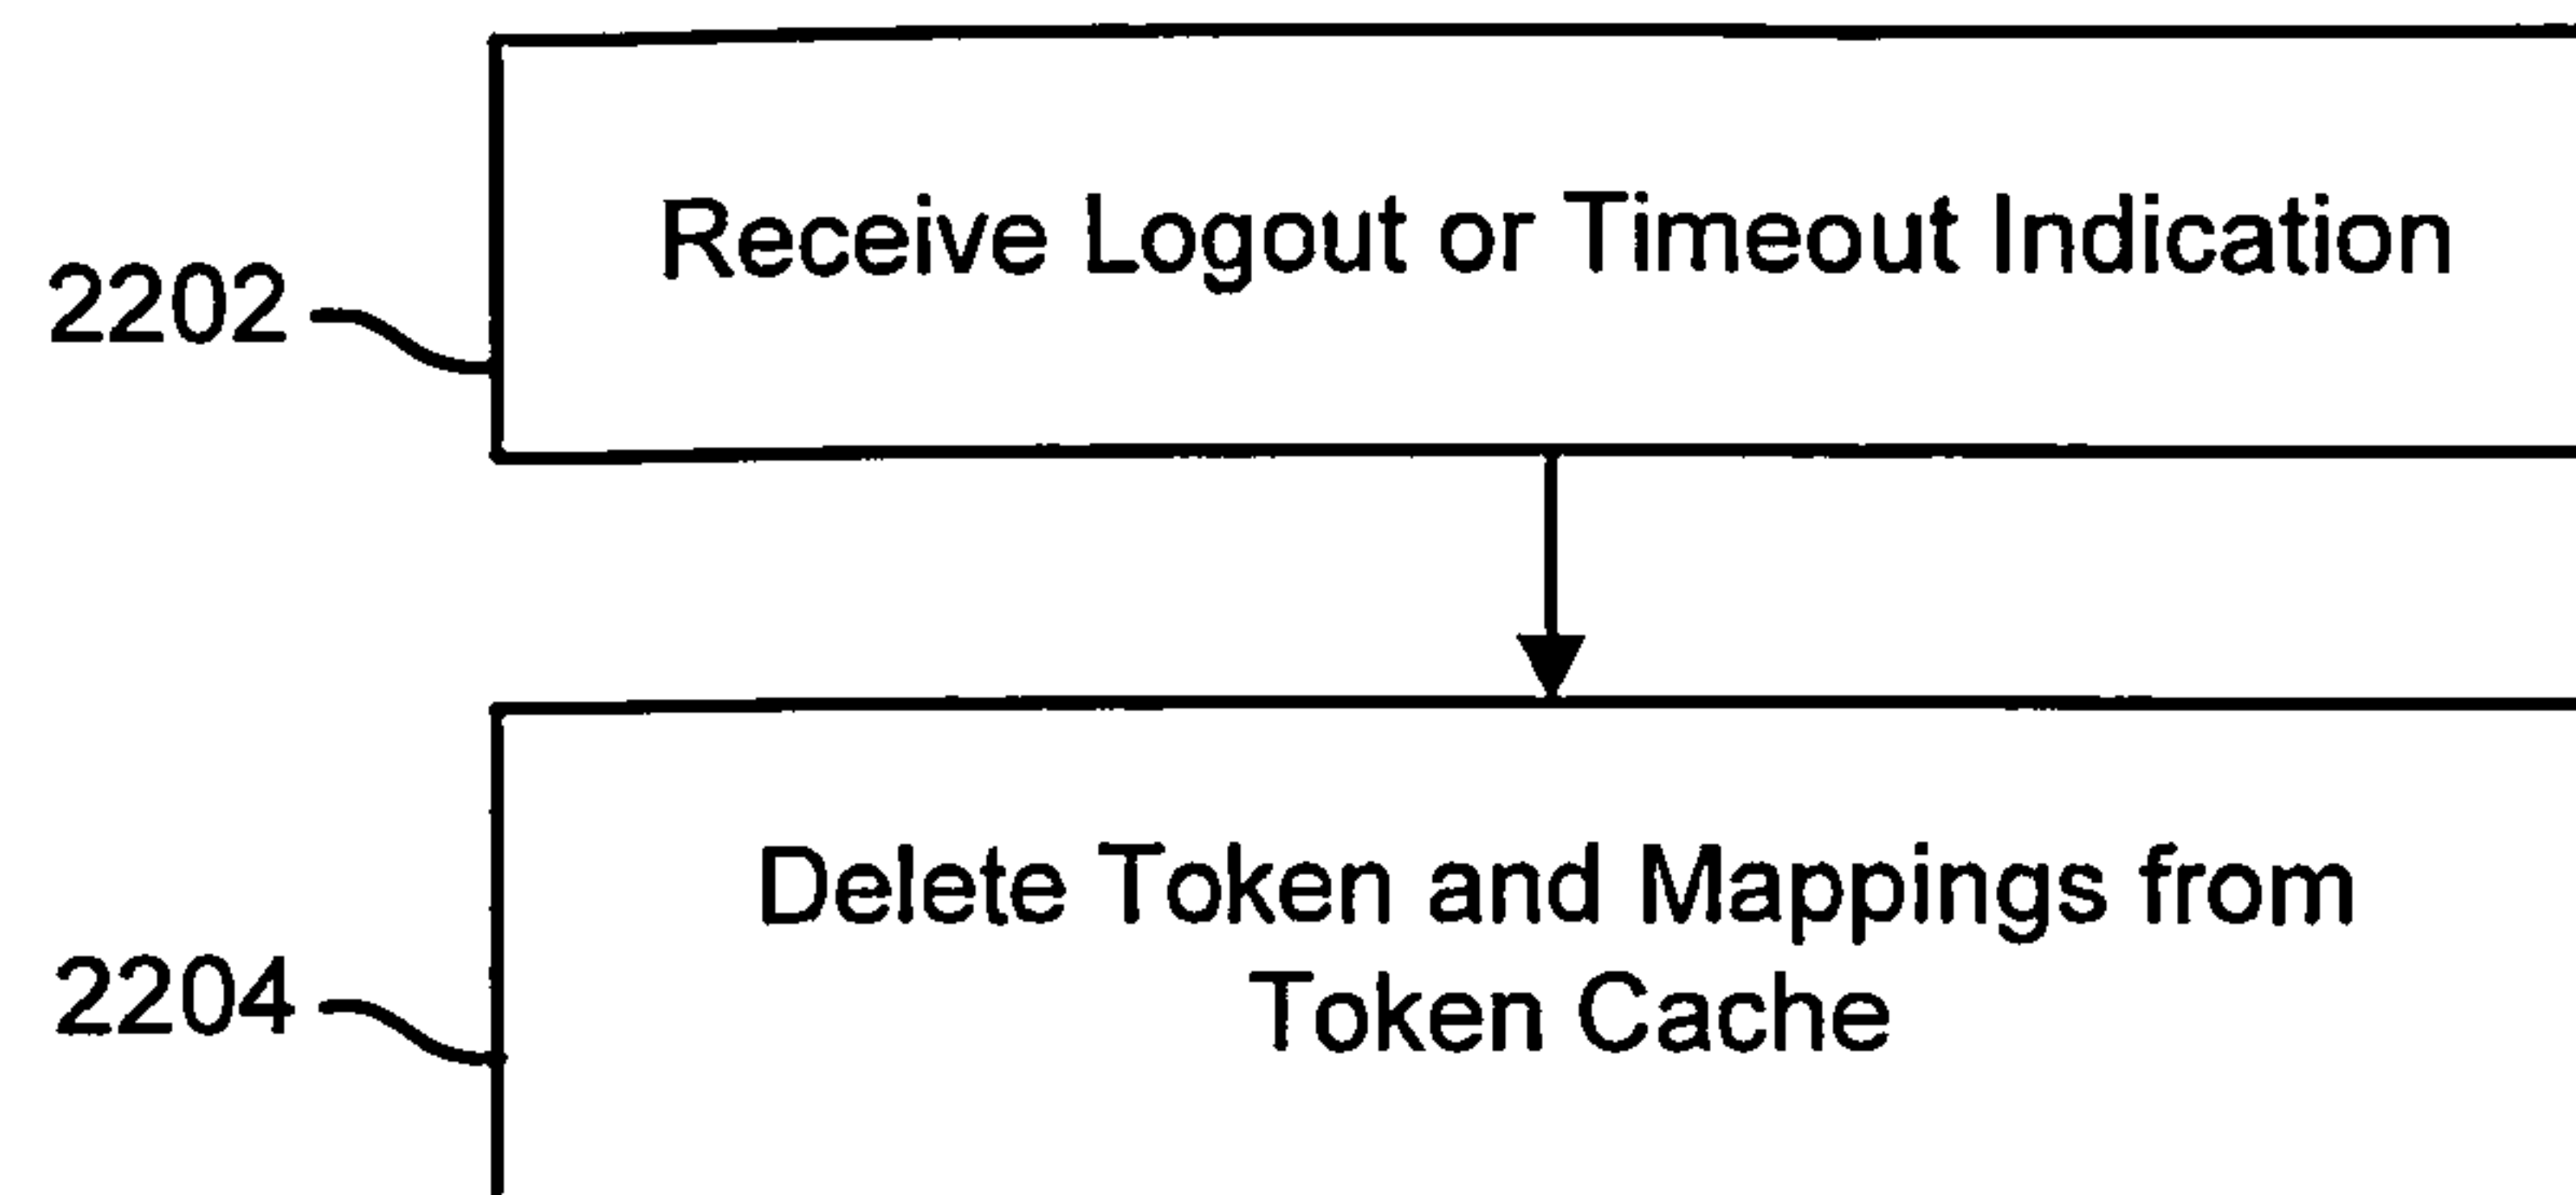 Receive Logout or Timeout Indication
2202
Delete Token and Mappings from
Token Cache
2204